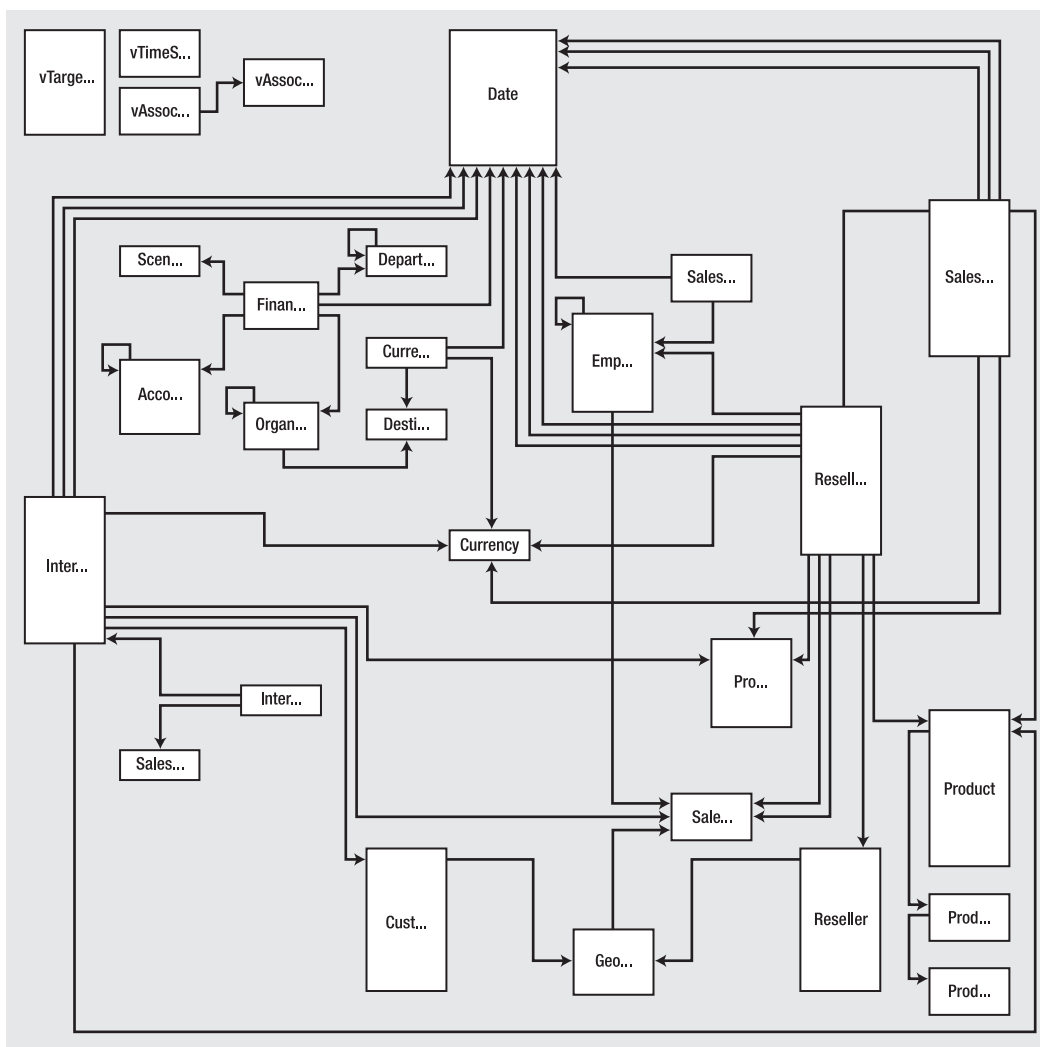 vTarge...
vTimeS...
vAssoc...
vAssoc...
Date
Scen...
Depart...
Sales...
Sales...
Finan...
Curre...
Emp...
Acco...
Organ...
Desti...
Resell...
Currency
Inter...
Pro...
Inter...
Sales...
Product
Sale...
Cust...
Reseller
Prod...
Geo...
Prod...